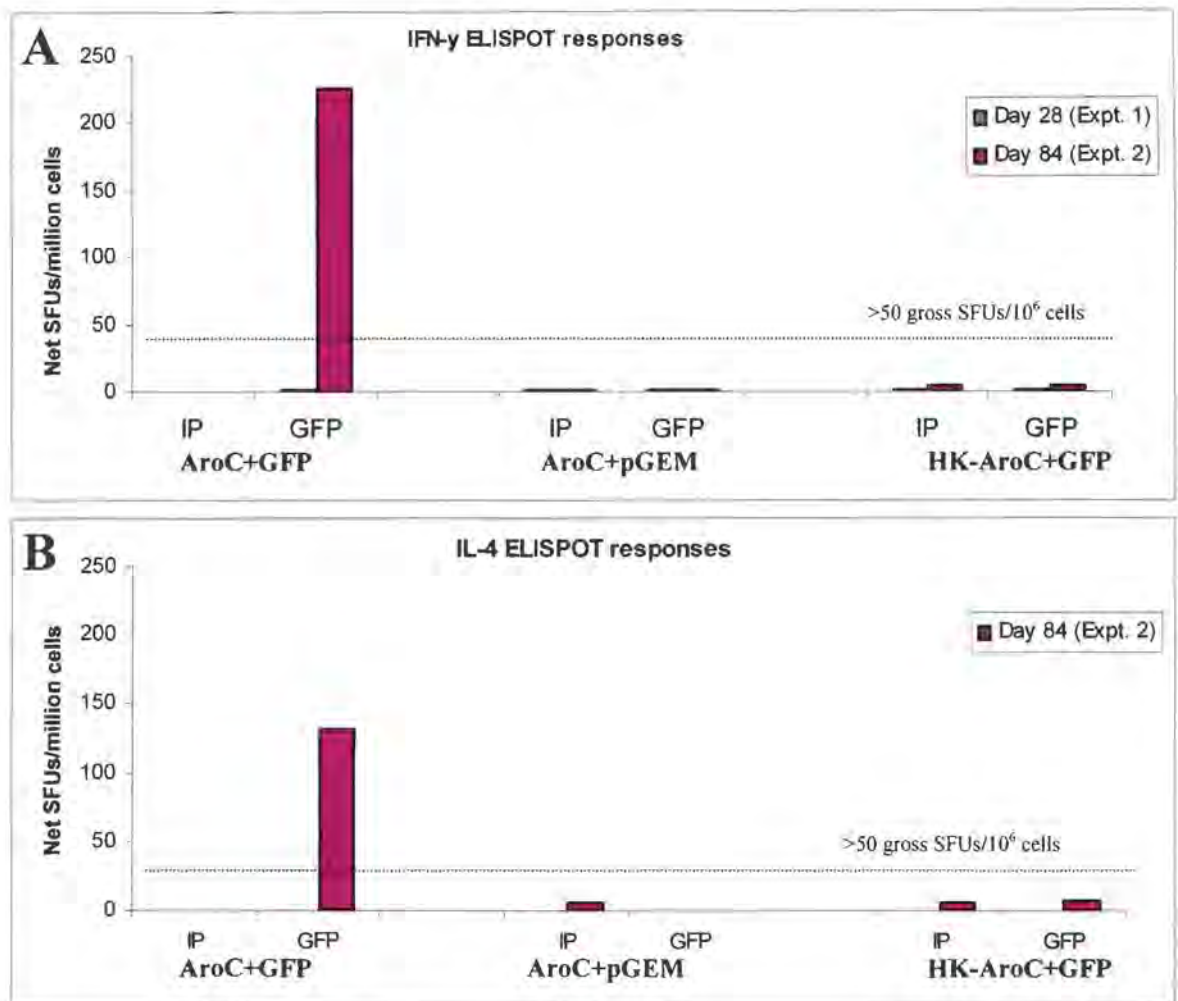 A
IFN-y ELISPOT responses
250
200
150
100
50
0
Net SFUs/million cells
Day 28 (Expt. 1)
Day 84 (Expt. 2)
>50 gross SFUs/10⁶ cells
IP GFP IP GFP IP GFP
AroC+GFP AroC+pGEM HK-AroC+GFP
B
IL-4 ELISPOT responses
250
200
150
100
50
0
Net SFUs/million cells
Day 84 (Expt. 2)
>50 gross SFUs/10⁶ cells
IP GFP IP GFP IP GFP
AroC+GFP AroC+pGEM HK-AroC+GFP